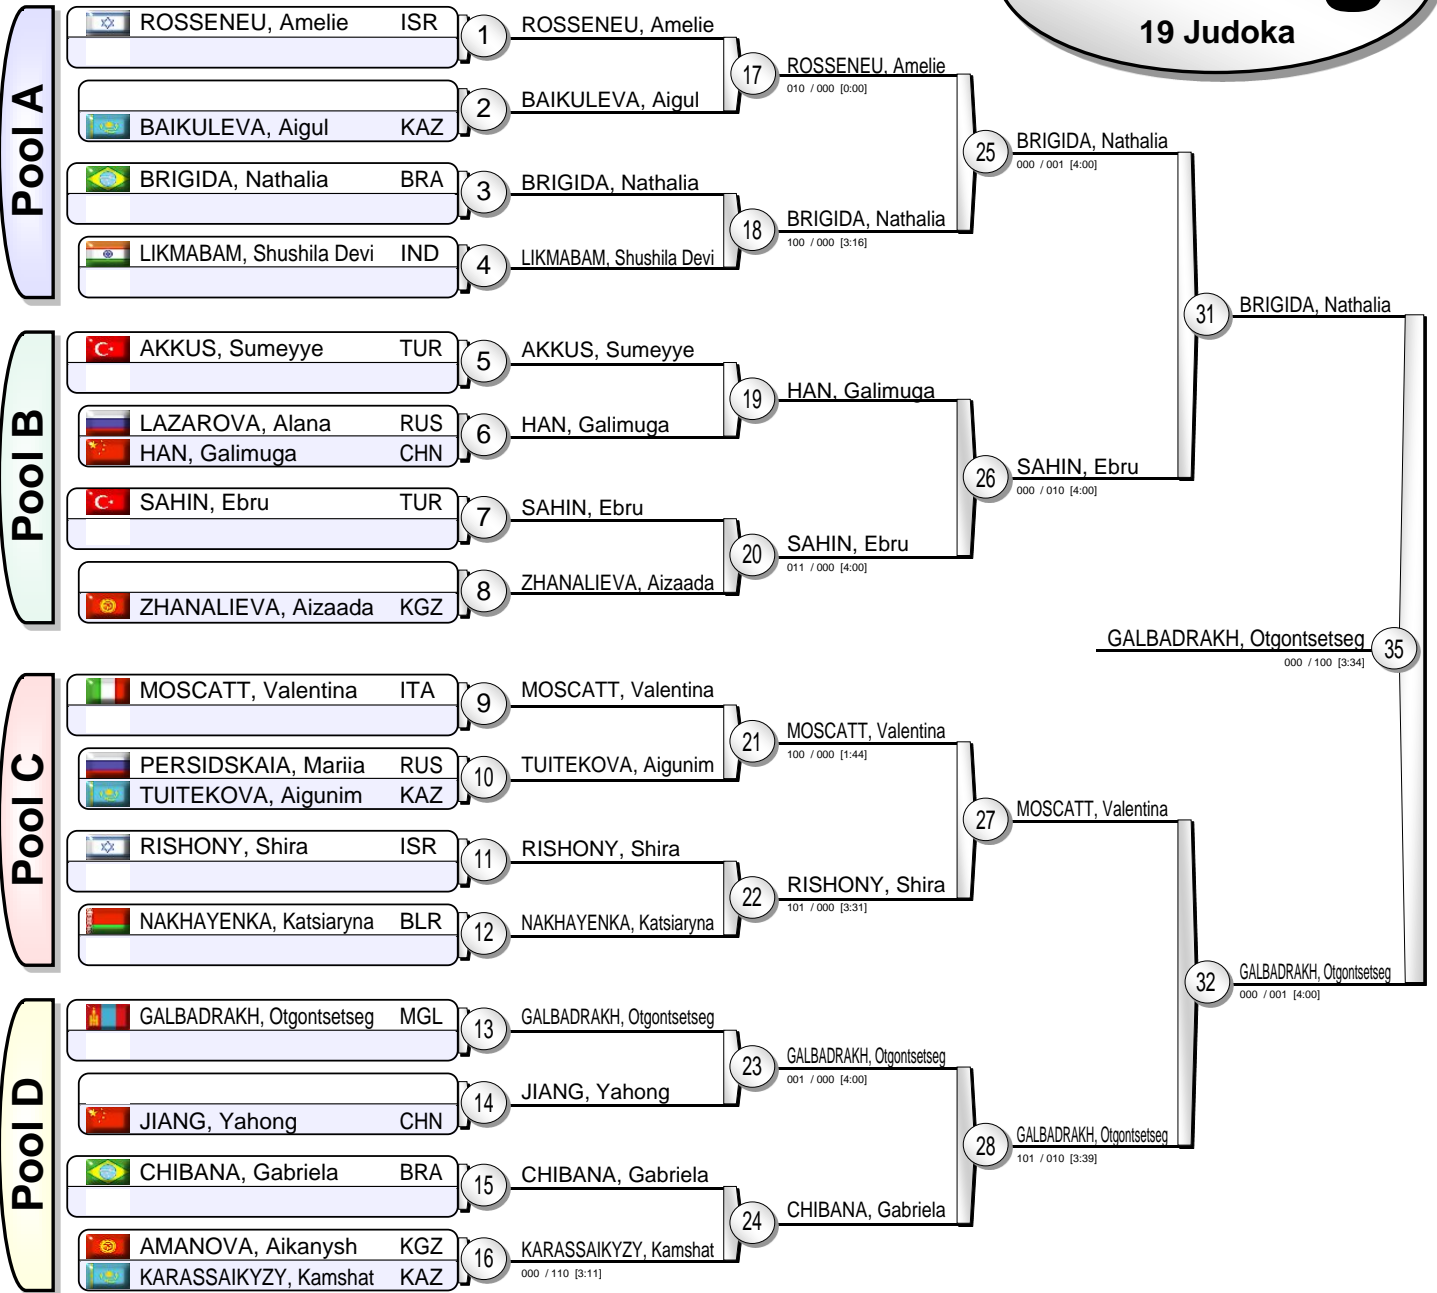 19 Judoka
Pool A
ROSSENEU, Amelie ISR
1
BAIKULEVA, Aigul KAZ
2
BRIGIDA, Nathalia BRA
3
LIKMABAM, Shushila Devi IND
4
Pool B
AKKUS, Sumeyye TUR
5
LAZAROVA, Alana RUS
6
HAN, Galimuga CHN
SAHIN, Ebru TUR
7
ZHANALIEVA, Aizaada KGZ
8
Pool C
MOSCATT, Valentina ITA
9
PERSIDSKAIA, Mariia RUS
10
TUITEKOVA, Aigunim KAZ
RISHONY, Shira ISR
11
NAKHAYENKA, Katsiaryna BLR
12
Pool D
GALBADRAKH, Otgontsetseg MGL
13
JIANG, Yahong CHN
14
CHIBANA, Gabriela BRA
15
AMANOVA, Aikanysh KGZ
16
KARASSAIKYZY, Kamshat KAZ
ROSSENEU, Amelie
17
BAIKULEVA, Aigul
BRIGIDA, Nathalia
18
LIKMABAM, Shushila Devi
AKKUS, Sumeyye
19
HAN, Galimuga
SAHIN, Ebru
20
ZHANALIEVA, Aizaada
MOSCATT, Valentina
21
TUITEKOVA, Aigunim
RISHONY, Shira
22
NAKHAYENKA, Katsiaryna
GALBADRAKH, Otgontsetseg
23
JIANG, Yahong
CHIBANA, Gabriela
24
KARASSAIKYZY, Kamshat
000 / 110 [3:11]
ROSSENEU, Amelie
010 / 000 [0:00]
25
BRIGIDA, Nathalia
100 / 000 [3:16]
HAN, Galimuga
26
SAHIN, Ebru
011 / 000 [4:00]
MOSCATT, Valentina
100 / 000 [1:44]
27
RISHONY, Shira
101 / 000 [3:31]
GALBADRAKH, Otgontsetseg
001 / 000 [4:00]
28
CHIBANA, Gabriela
BRIGIDA, Nathalia
000 / 001 [4:00]
31
SAHIN, Ebru
000 / 010 [4:00]
MOSCATT, Valentina
32
GALBADRAKH, Otgontsetseg
101 / 010 [3:39]
BRIGIDA, Nathalia
GALBADRAKH, Otgontsetseg
35
000 / 100 [3:34]
GALBADRAKH, Otgontsetseg
000 / 001 [4:00]